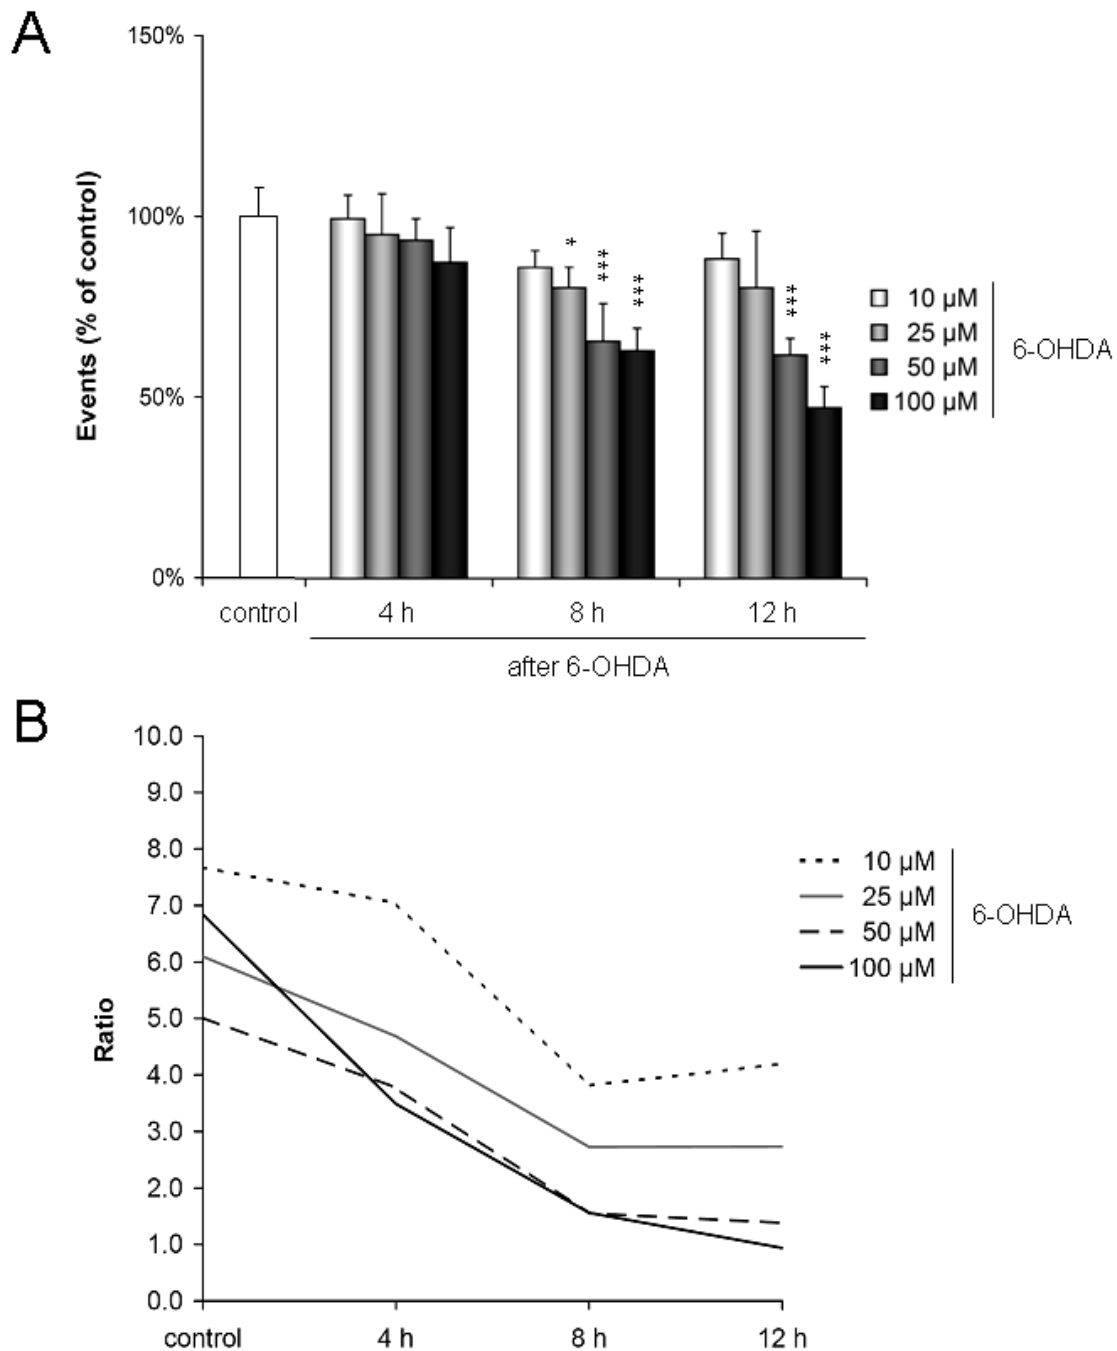 A
150%
100%
50%
0%
Events (% of control)
*
***
***
***
***
10 µM
25 µM
50 µM
100 µM
6-OHDA
control 4 h 8 h 12 h
after 6-OHDA
B
10.0
9.0
8.0
7.0
6.0
5.0
4.0
3.0
2.0
1.0
0.0
Ratio
10 µM
25 µM
50 µM
100 µM
6-OHDA
control 4 h 8 h 12 h